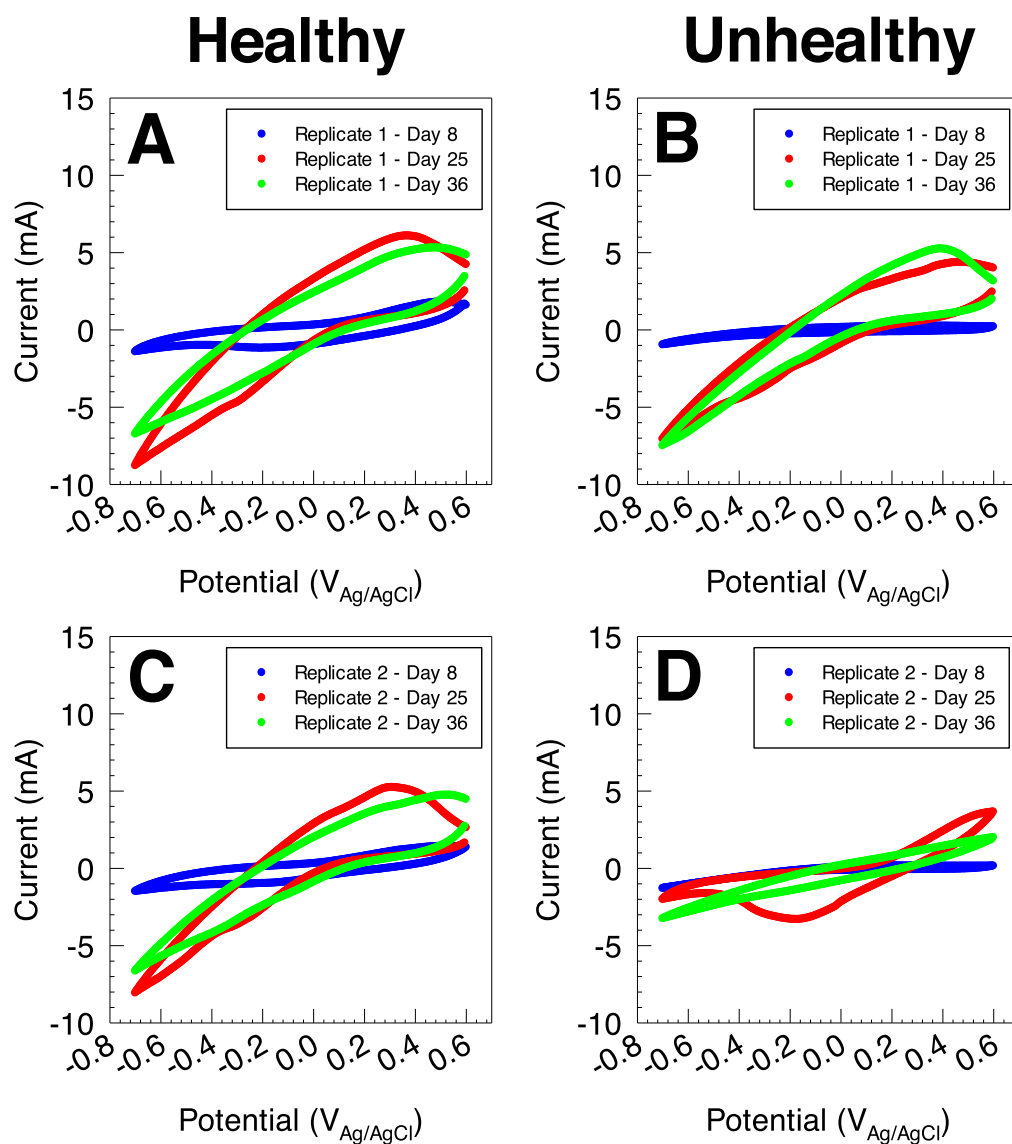 Healthy
Unhealthy
A
Replicate 1 - Day 8
Replicate 1 - Day 25
Replicate 1 - Day 36
15
10
5
0
-5
-10
Current (mA)
-0.8 -0.6 -0.4 -0.2 0.0 0.2 0.4 0.6
Potential (V Ag/AgCl)
B
Replicate 1 - Day 8
Replicate 1 - Day 25
Replicate 1 - Day 36
15
10
5
0
-5
-10
Current (mA)
-0.8 -0.6 -0.4 -0.2 0.0 0.2 0.4 0.6
Potential (V Ag/AgCl)
C
Replicate 2 - Day 8
Replicate 2 - Day 25
Replicate 2 - Day 36
15
10
5
0
-5
-10
Current (mA)
-0.8 -0.6 -0.4 -0.2 0.0 0.2 0.4 0.6
Potential (V Ag/AgCl)
D
Replicate 2 - Day 8
Replicate 2 - Day 25
Replicate 2 - Day 36
15
10
5
0
-5
-10
Current (mA)
-0.8 -0.6 -0.4 -0.2 0.0 0.2 0.4 0.6
Potential (V Ag/AgCl)